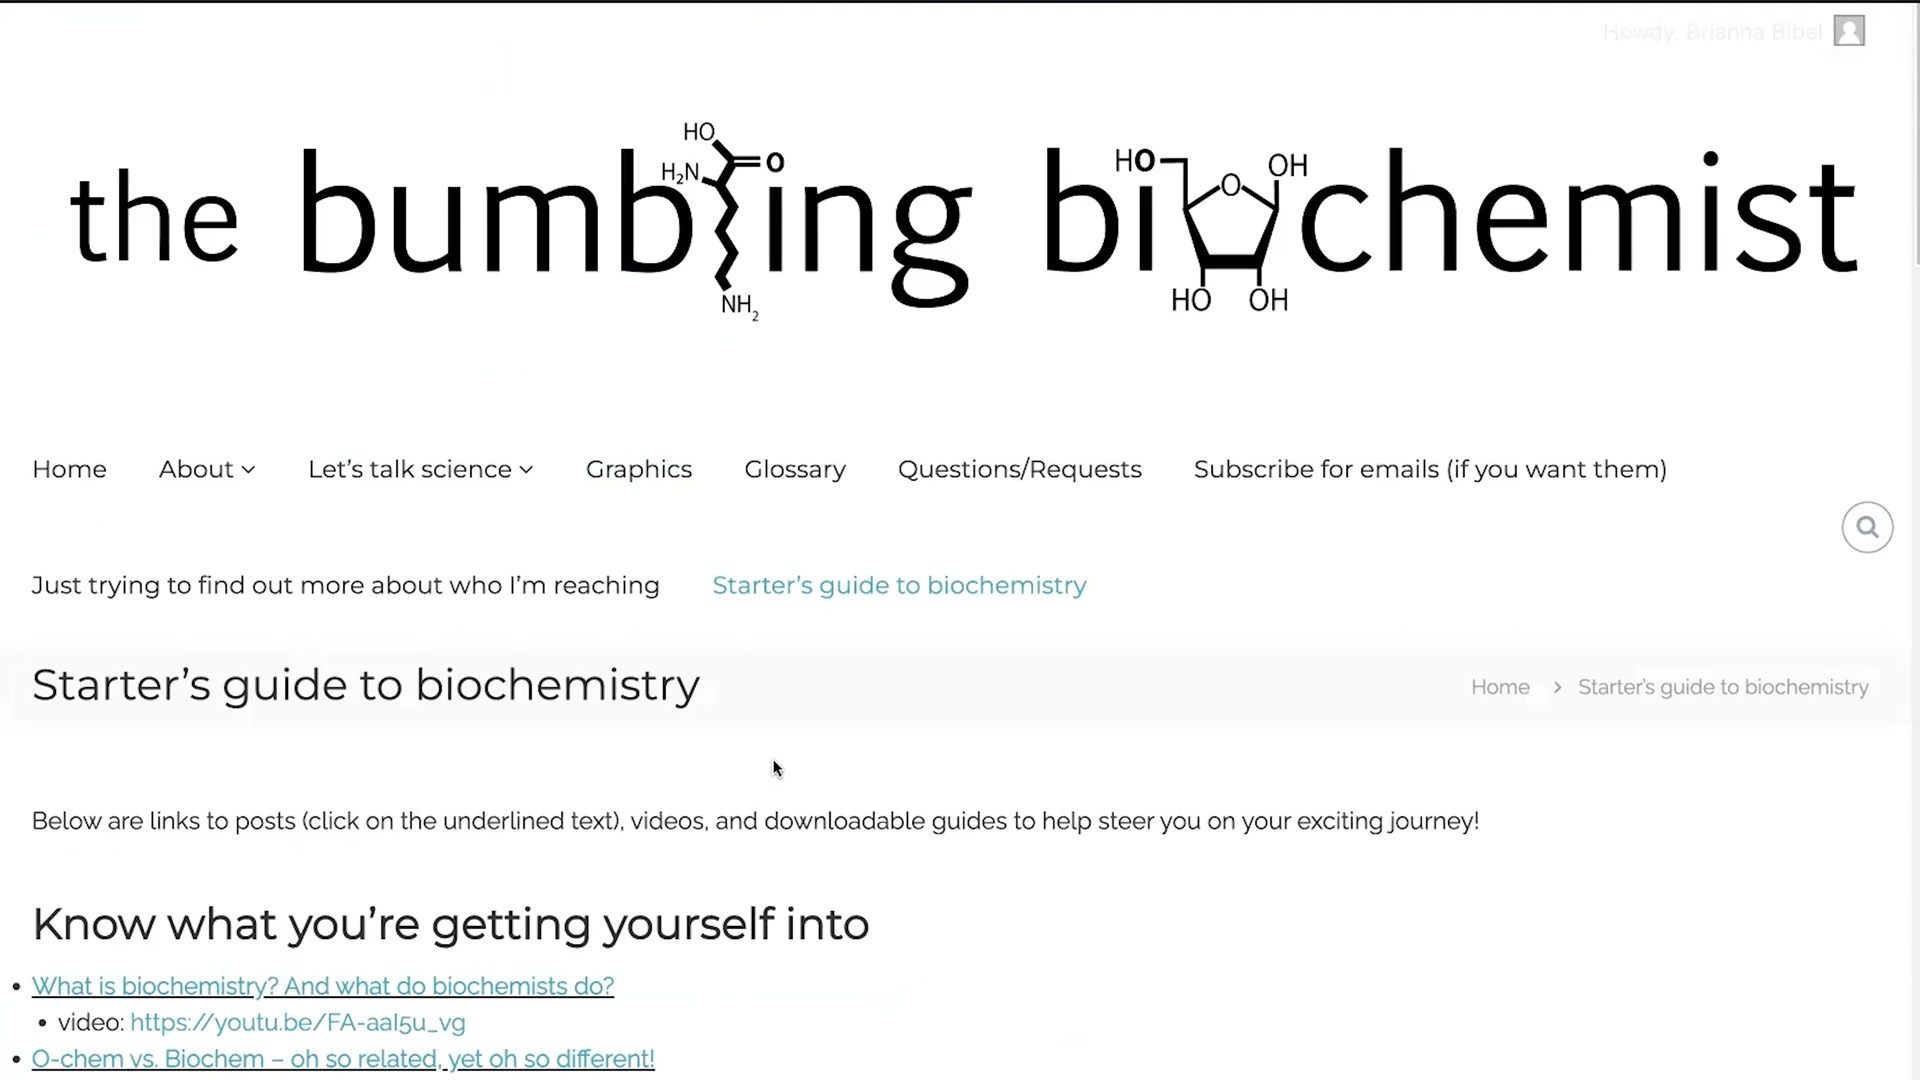 Howdy, Brianna Bibel
the bumbling biochemist
HO
O
H₂N
NH₂
HO
OH
O
HO
OH
Home
About
Let's talk science
Graphics
Glossary
Questions/Requests
Subscribe for emails (if you want them)
Just trying to find out more about who I'm reaching
Starter's guide to biochemistry
Starter's guide to biochemistry
Home > Starter's guide to biochemistry
Below are links to posts (click on the underlined text), videos, and downloadable guides to help steer you on your exciting journey!
Know what you're getting yourself into
• What is biochemistry? And what do biochemists do?
• video: https://youtu.be/FA-aaI5u_vg
• O-chem vs. Biochem – oh so related, yet oh so different!